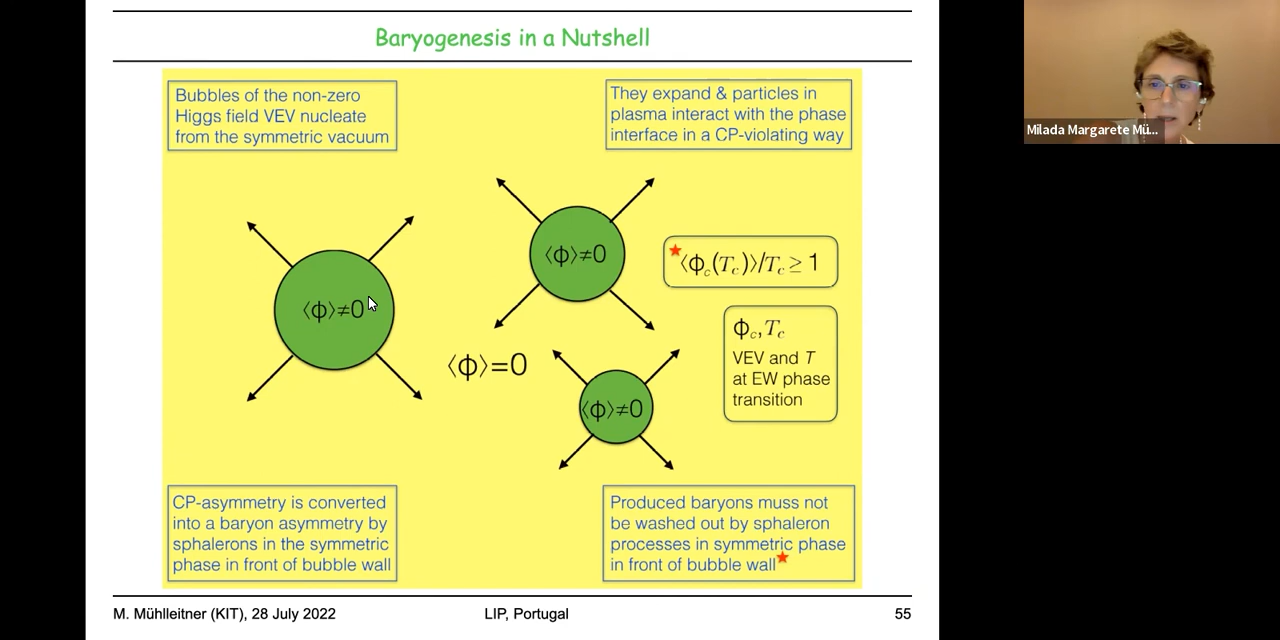 Baryogenesis in a Nutshell
Bubbles of the non-zero
Higgs field VEV nucleate
from the symmetric vacuum
They expand & particles in
plasma interact with the phase
interface in a CP-violating way
⟨ϕ⟩≠0
⟨ϕ⟩≠0
★⟨ϕc(Tc)⟩/Tc ≥ 1
ϕc, Tc
VEV and T
at EW phase
transition
⟨ϕ⟩=0
⟨ϕ⟩≠0
CP-asymmetry is converted
into a baryon asymmetry by
sphalerons in the symmetric
phase in front of bubble wall
Produced baryons muss not
be washed out by sphaleron
processes in symmetric phase
in front of bubble wall★
M. Mühlleitner (KIT), 28 July 2022
LIP, Portugal
55
Milada Margarete Mü...